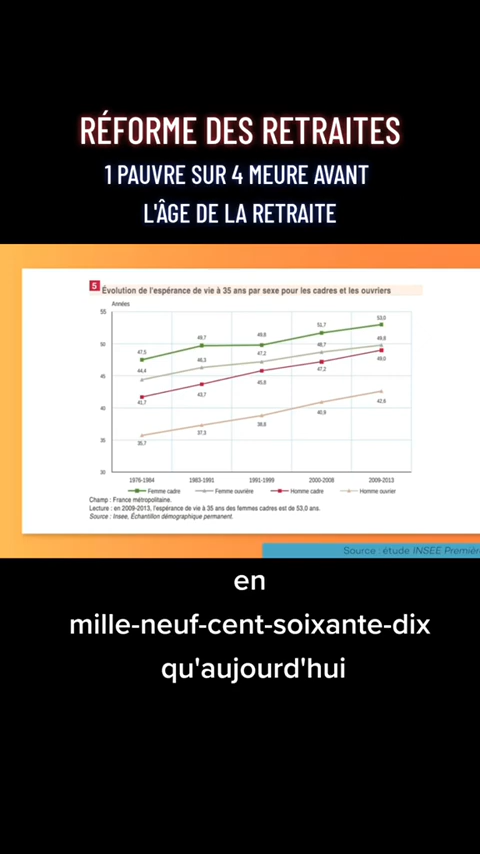 RÉFORME DES RETRAITES
1 PAUVRE SUR 4 MEURE AVANT
L'ÂGE DE LA RETRAITE
5 Évolution de l'espérance de vie à 35 ans par sexe pour les cadres et les ouvriers
Années
55
53,0
51,7
49,7
49,8
49,8
50
48,7
47,5
47,2
49,0
46,3
47,2
45
44,4
45,8
43,7
41,7
42,6
40
40,9
38,8
37,3
35
35,7
30
1976-1984 1983-1991 1991-1999 2000-2008 2009-2013
Femme cadre Femme ouvrière Homme cadre Homme ouvrier
Champ : France métropolitaine.
Lecture : en 2009-2013, l'espérance de vie à 35 ans des femmes cadres est de 53,0 ans.
Source : Insee, Échantillon démographique permanent.
Source : étude INSEE Première
en
mille-neuf-cent-soixante-dix
qu'aujourd'hui